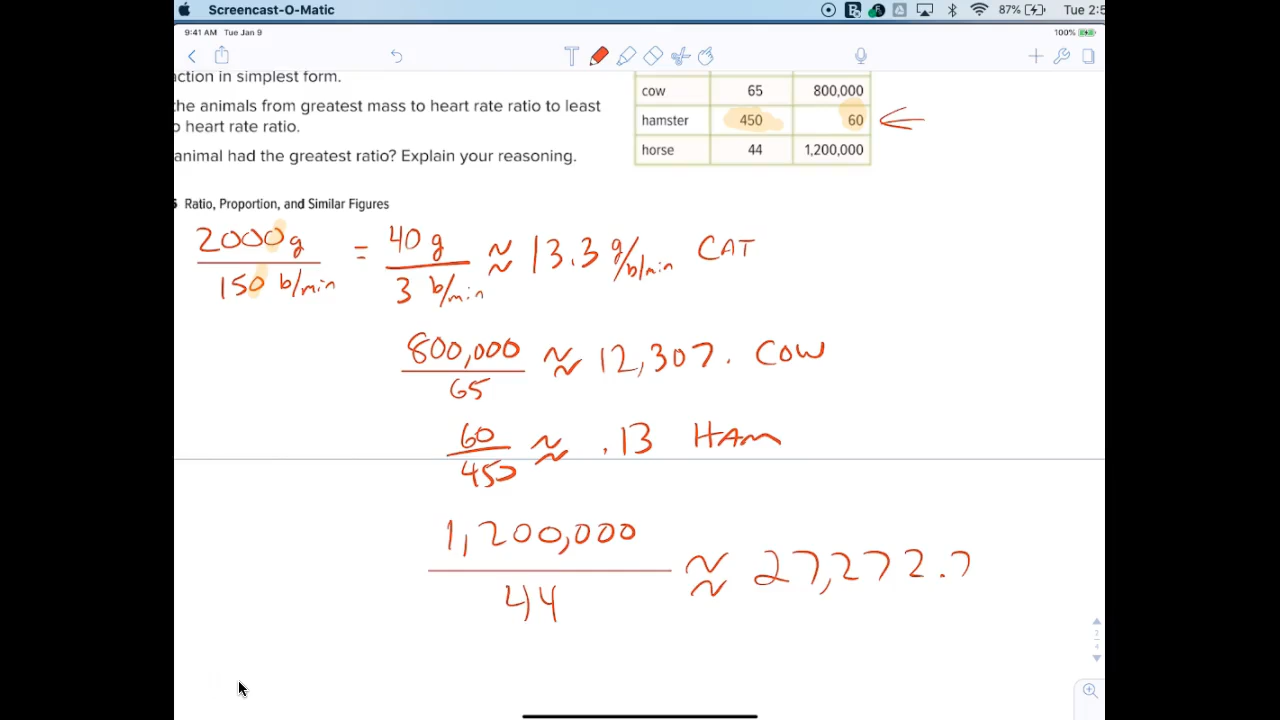 Screencast-O-Matic 87% Tue 2:5
9:41 AM Tue Jan 9 100%
T
ction in simplest form.
the animals from greatest mass to heart rate ratio to least
o heart rate ratio.
animal had the greatest ratio? Explain your reasoning.
cow 65 800,000
hamster 450 60
horse 44 1,200,000
Ratio, Proportion, and Similar Figures
2000g / 150 b/min = 40 g / 3 b/min ≈ 13.3 g/b/min CAT
800,000 / 65 ≈ 12,307. COW
60 / 450 ≈ .13 HAM
1,200,000 / 44 ≈ 27,272.7